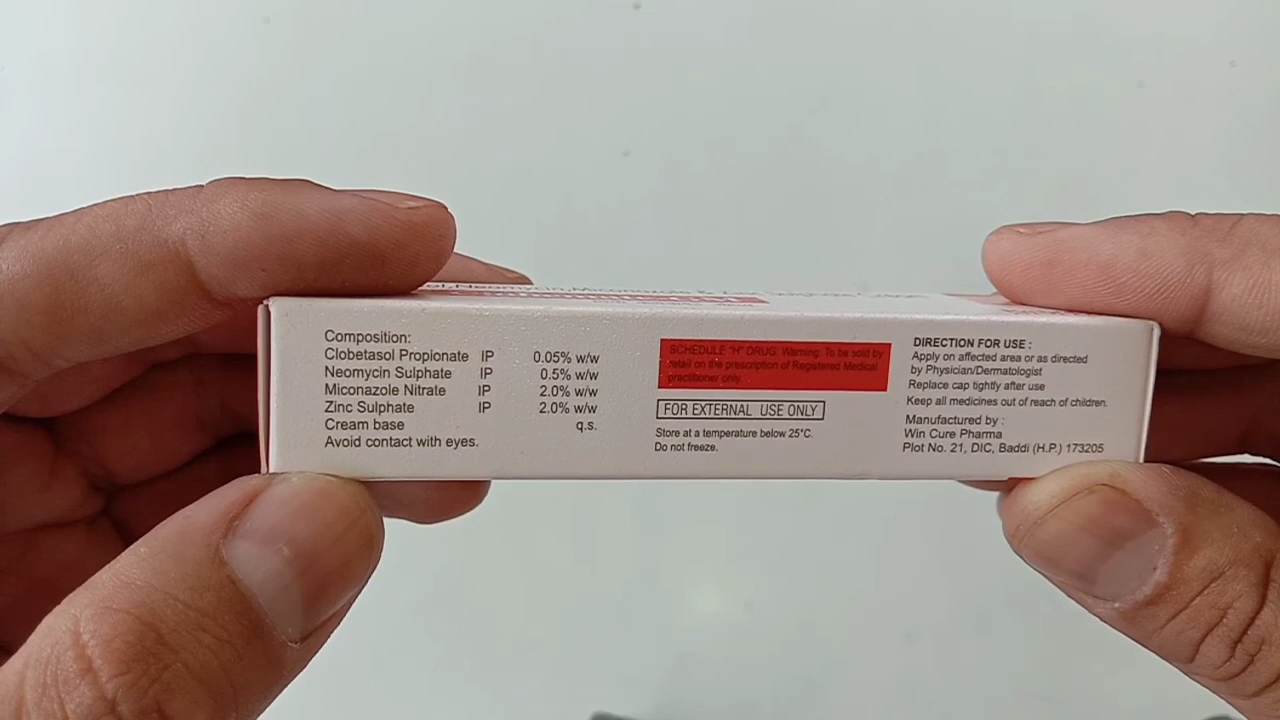 Composition:
Clobetasol Propionate IP 0.05% w/w
Neomycin Sulphate IP 0.5% w/w
Miconazole Nitrate IP 2.0% w/w
Zinc Sulphate IP 2.0% w/w
Cream base q.s.
Avoid contact with eyes.
SCHEDULE "H" DRUG: Warning: To be sold by
retail on the prescription of Registered Medical
practitioner only.
FOR EXTERNAL USE ONLY
Store at a temperature below 25°C.
Do not freeze.
DIRECTION FOR USE :
Apply on affected area or as directed
by Physician/Dermatologist
Replace cap tightly after use
Keep all medicines out of reach of children.
Manufactured by :
Win Cure Pharma
Plot No. 21, DIC, Baddi (H.P.) 173205